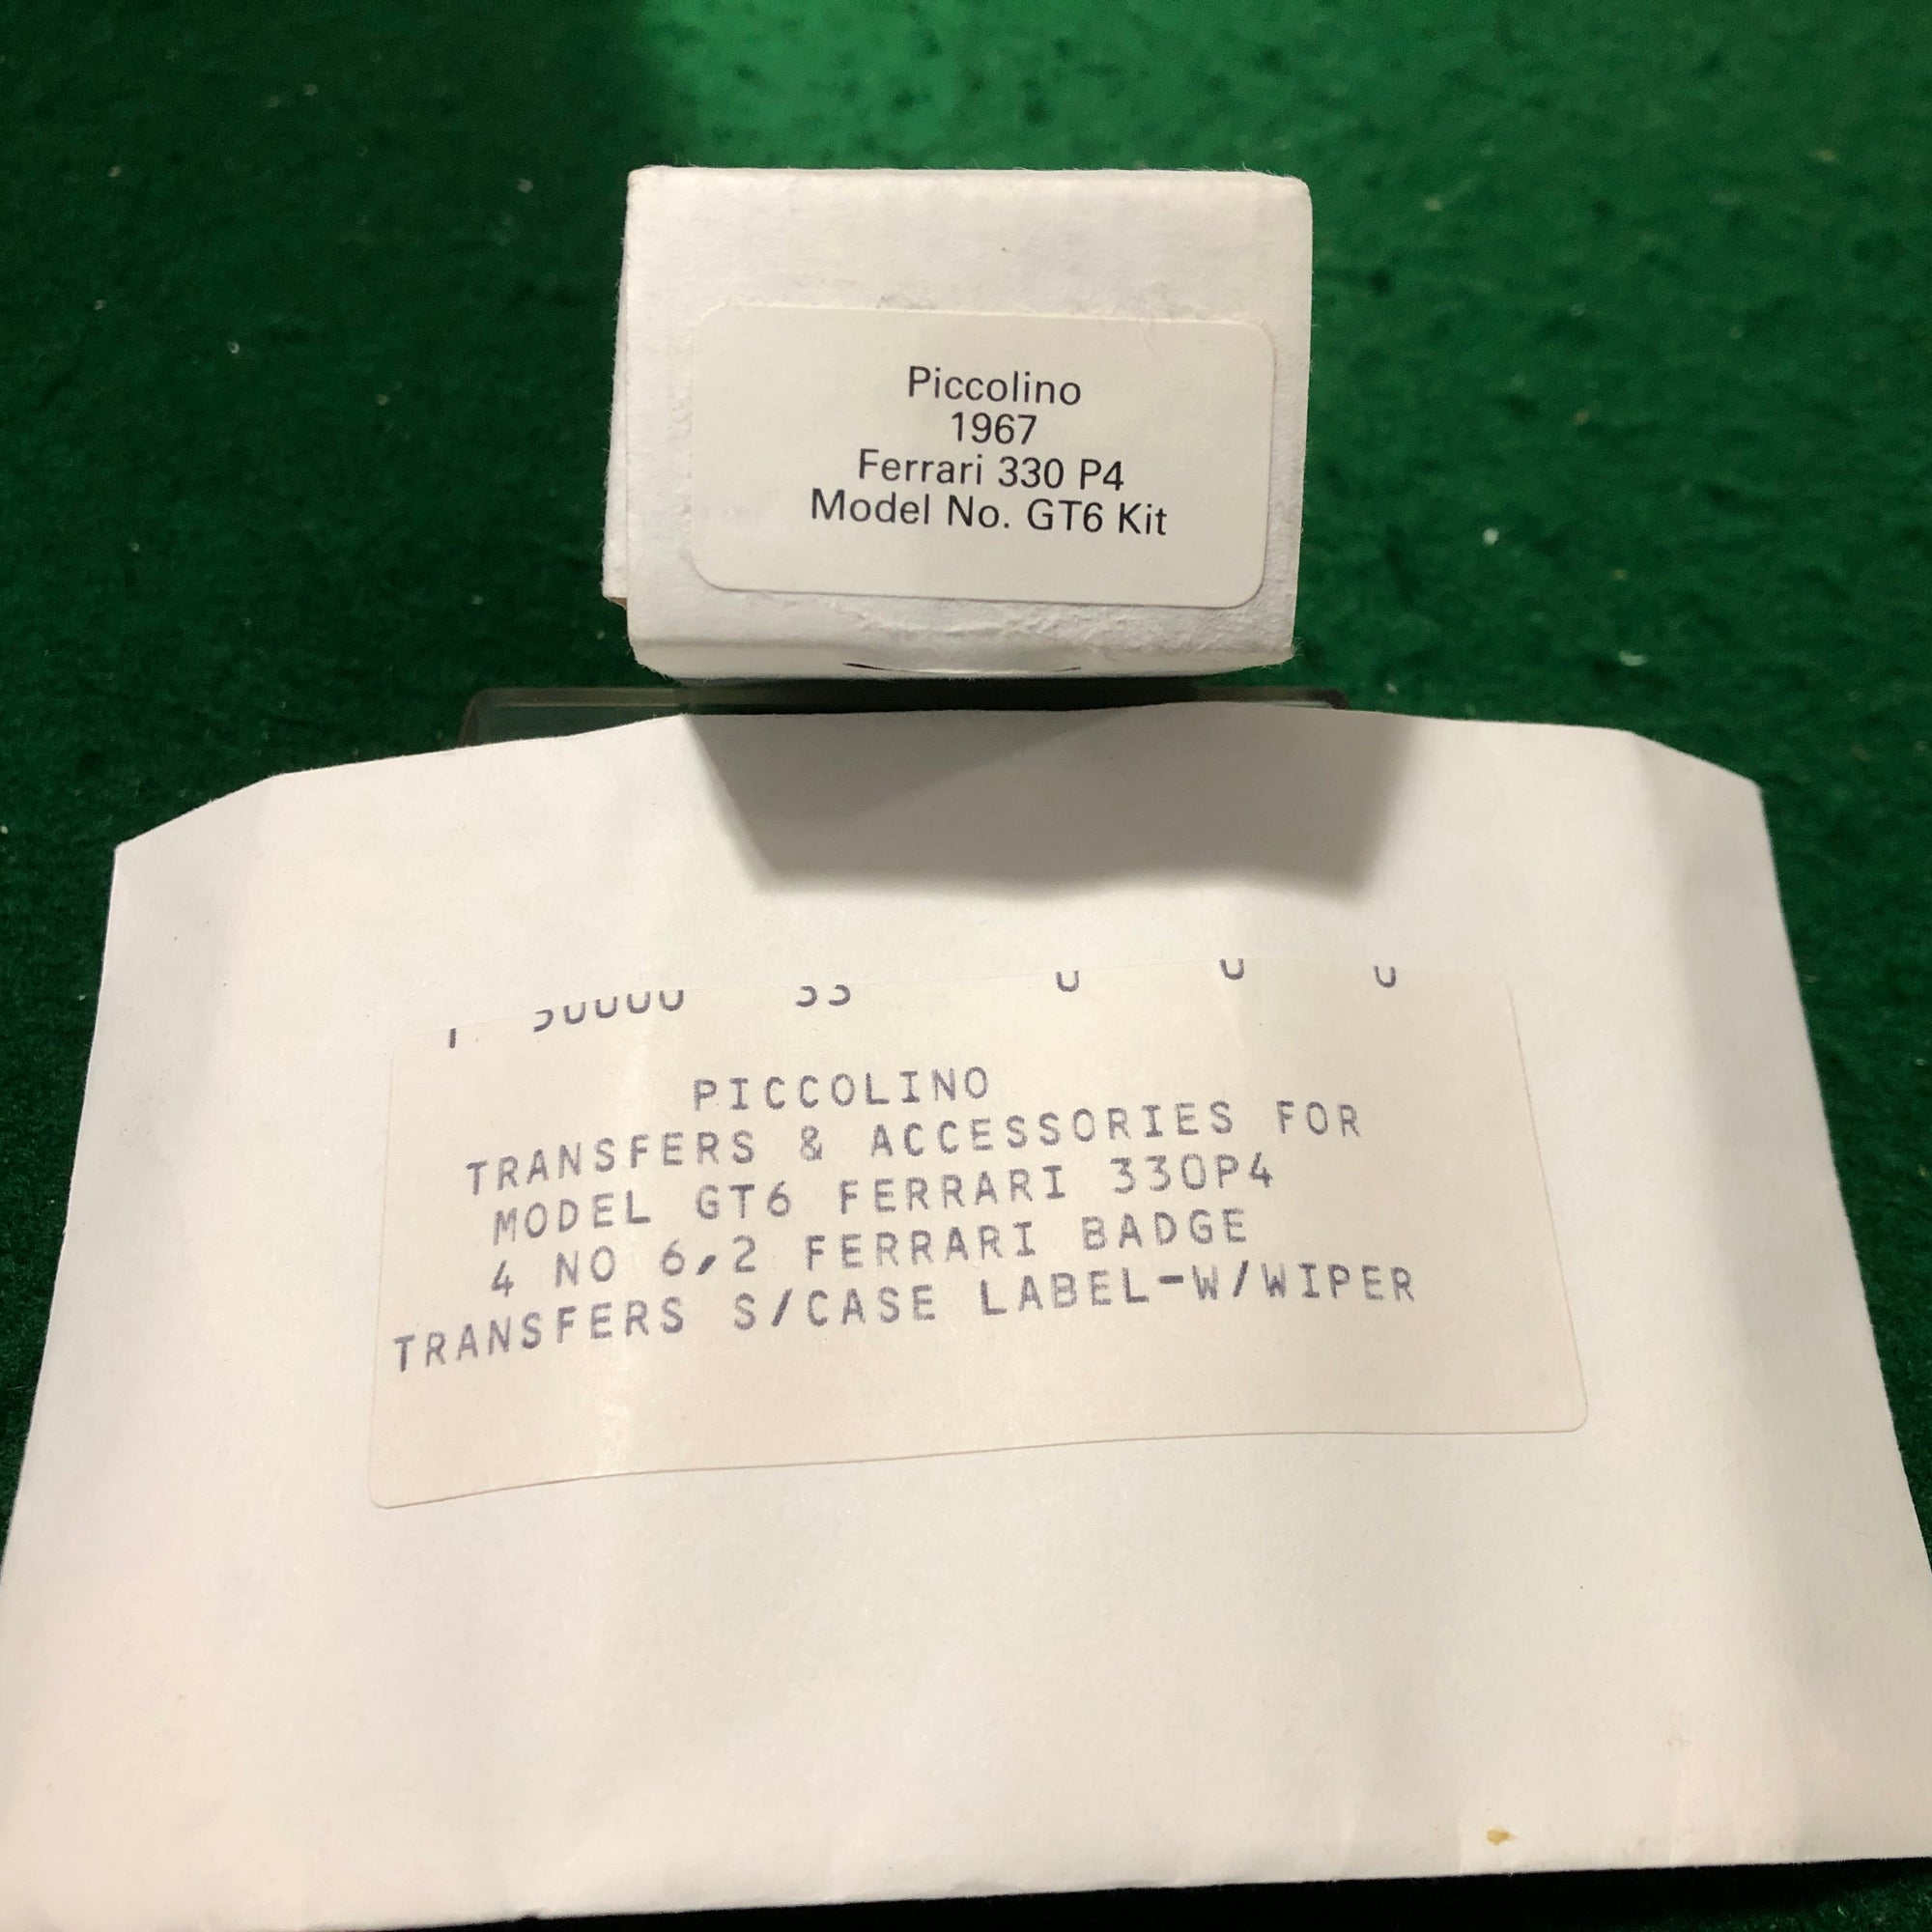 Piccolino
1967
Ferrari 330 P4
Model No. GT6 Kit
PICCOLINO
TRANSFERS & ACCESSORIES FOR
MODEL GT6 FERRARI 330P4
4 NO 6,2 FERRARI BADGE
TRANSFERS S/CASE LABEL-W/WIPER